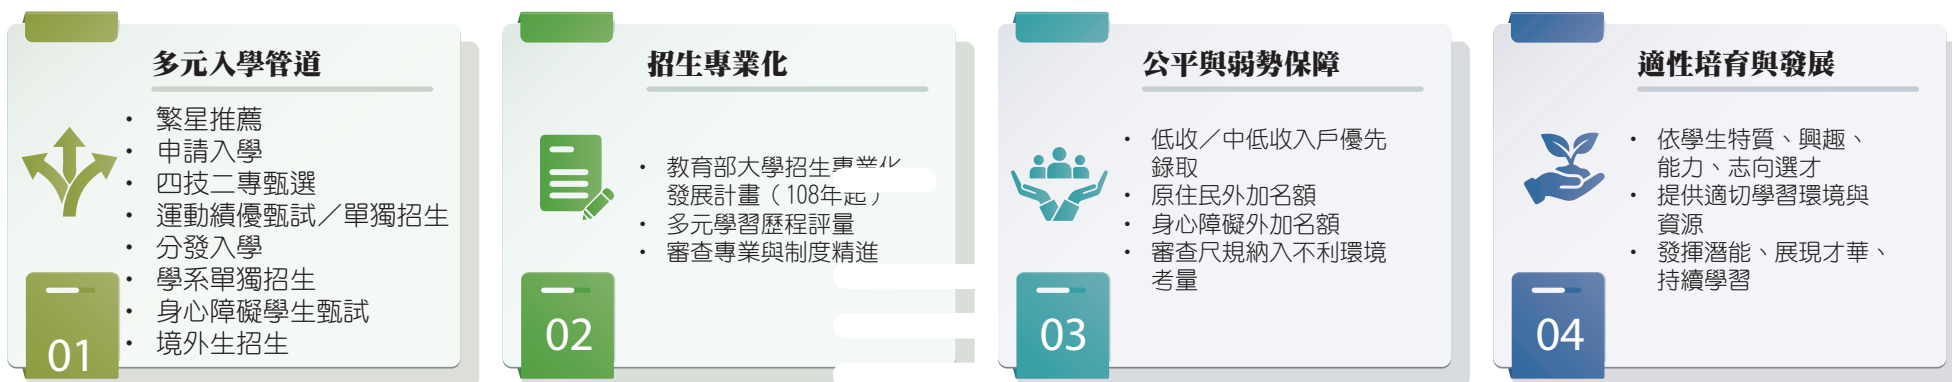 多元入學管道
• 繁星推薦
• 申請入學
• 四技二專甄選
• 運動績優甄試／單獨招生
• 分發入學
• 學系單獨招生
• 身心障礙學生甄試
• 境外生招生
01
招生專業化
• 教育部大學招生專業化
發展計畫（108年起）
• 多元學習歷程評量
• 審查專業與制度精進
02
公平與弱勢保障
• 低收／中低收入戶優先
錄取
• 原住民外加名額
• 身心障礙外加名額
• 審查尺規納入不利環境
考量
03
適性培育與發展
• 依學生特質、興趣、
能力、志向選才
• 提供適切學習環境與
資源
• 發揮潛能、展現才華、
持續學習
04